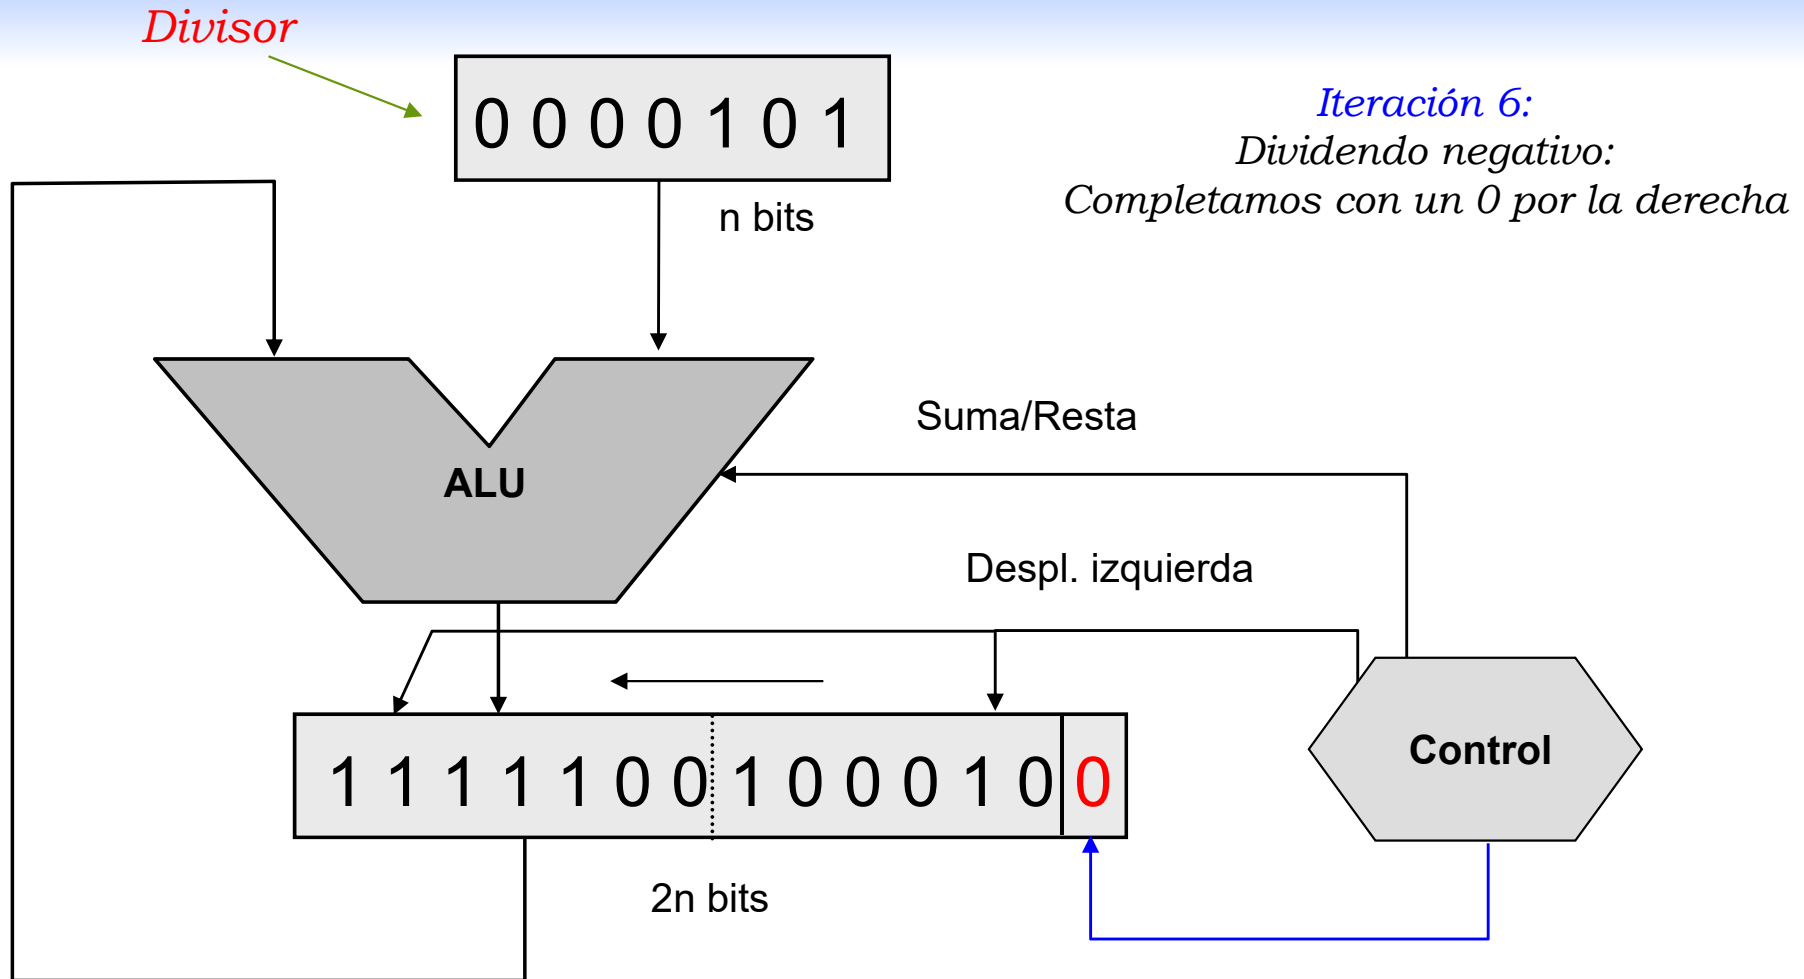 Divisor
0 0 0 0 1 0 1
Iteración 6:
Dividendo negativo:
Completamos con un 0 por la derecha
n bits
Suma/Resta
ALU
Despl. izquierda
1 1 1 1 1 0 0 1 0 0 0 1 0 0
Control
2n bits